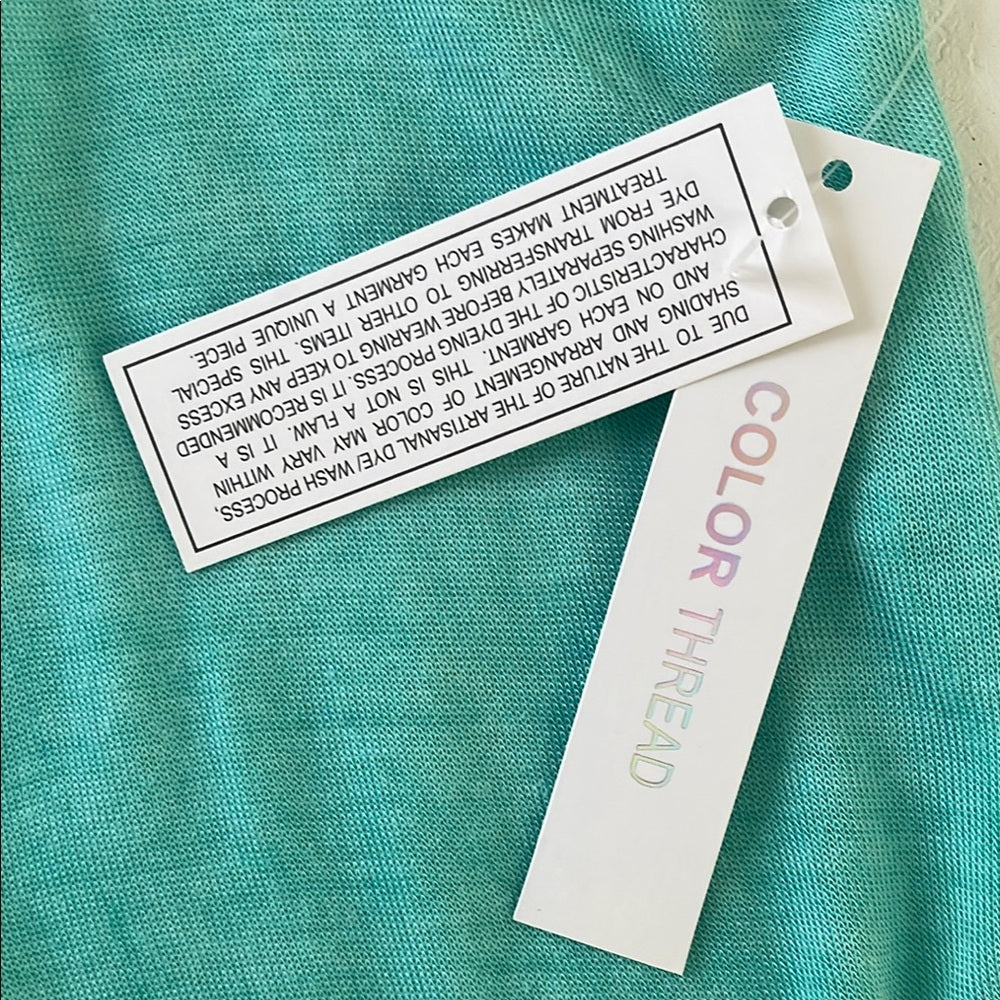 DUE TO THE NATURE OF THE ARTISANAL DYE/ WASH PROCESS,
SHADING AND ARRANGEMENT OF COLOR MAY VARY WITHIN
AND ON EACH GARMENT. THIS IS NOT A FLAW. IT IS A
CHARACTERISTIC OF THE DYEING PROCESS. IT IS RECOMMENDED
WASHING SEPARATELY BEFORE WEARING TO KEEP ANY EXCESS
DYE FROM TRANSFERRING TO OTHER ITEMS. THIS SPECIAL
TREATMENT MAKES EACH GARMENT A UNIQUE PIECE.
COLOR THREAD